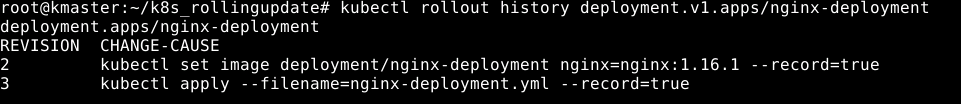 root@kmaster:~/k8s_rollingupdate# kubectl rollout history deployment.v1.apps/nginx-deployment
deployment.apps/nginx-deployment
REVISION  CHANGE-CAUSE
2         kubectl set image deployment/nginx-deployment nginx=nginx:1.16.1 --record=true
3         kubectl apply --filename=nginx-deployment.yml --record=true